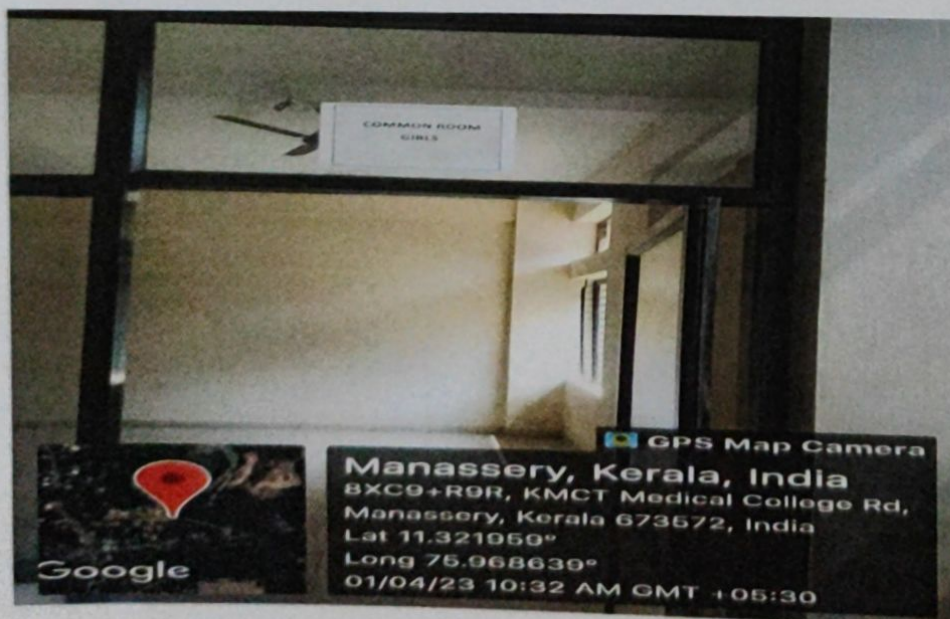 COMMON ROOM
GIRLS
GPS Map Camera
Manassery, Kerala, India
8XC9+R9R, KMCT Medical College Rd,
Manassery, Kerala 673572, India
Lat 11.321959°
Long 75.968639°
01/04/23 10:32 AM GMT +05:30
Google